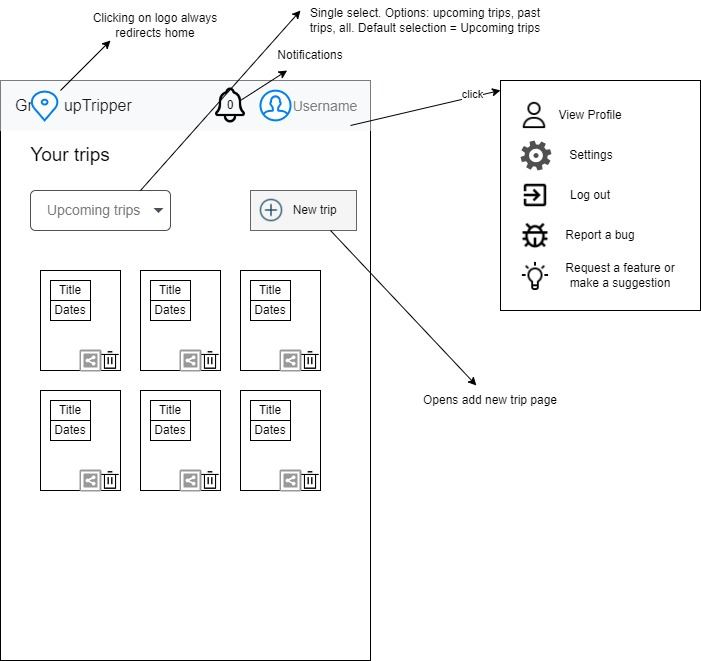 Clicking on logo always
redirects home
Single select. Options: upcoming trips, past
trips, all. Default selection = Upcoming trips
Notifications
GroupTripper
0
Username
click
Your trips
Upcoming trips
New trip
View Profile
Settings
Log out
Report a bug
Request a feature or
make a suggestion
Title
Dates
Title
Dates
Title
Dates
Title
Dates
Title
Dates
Title
Dates
Opens add new trip page